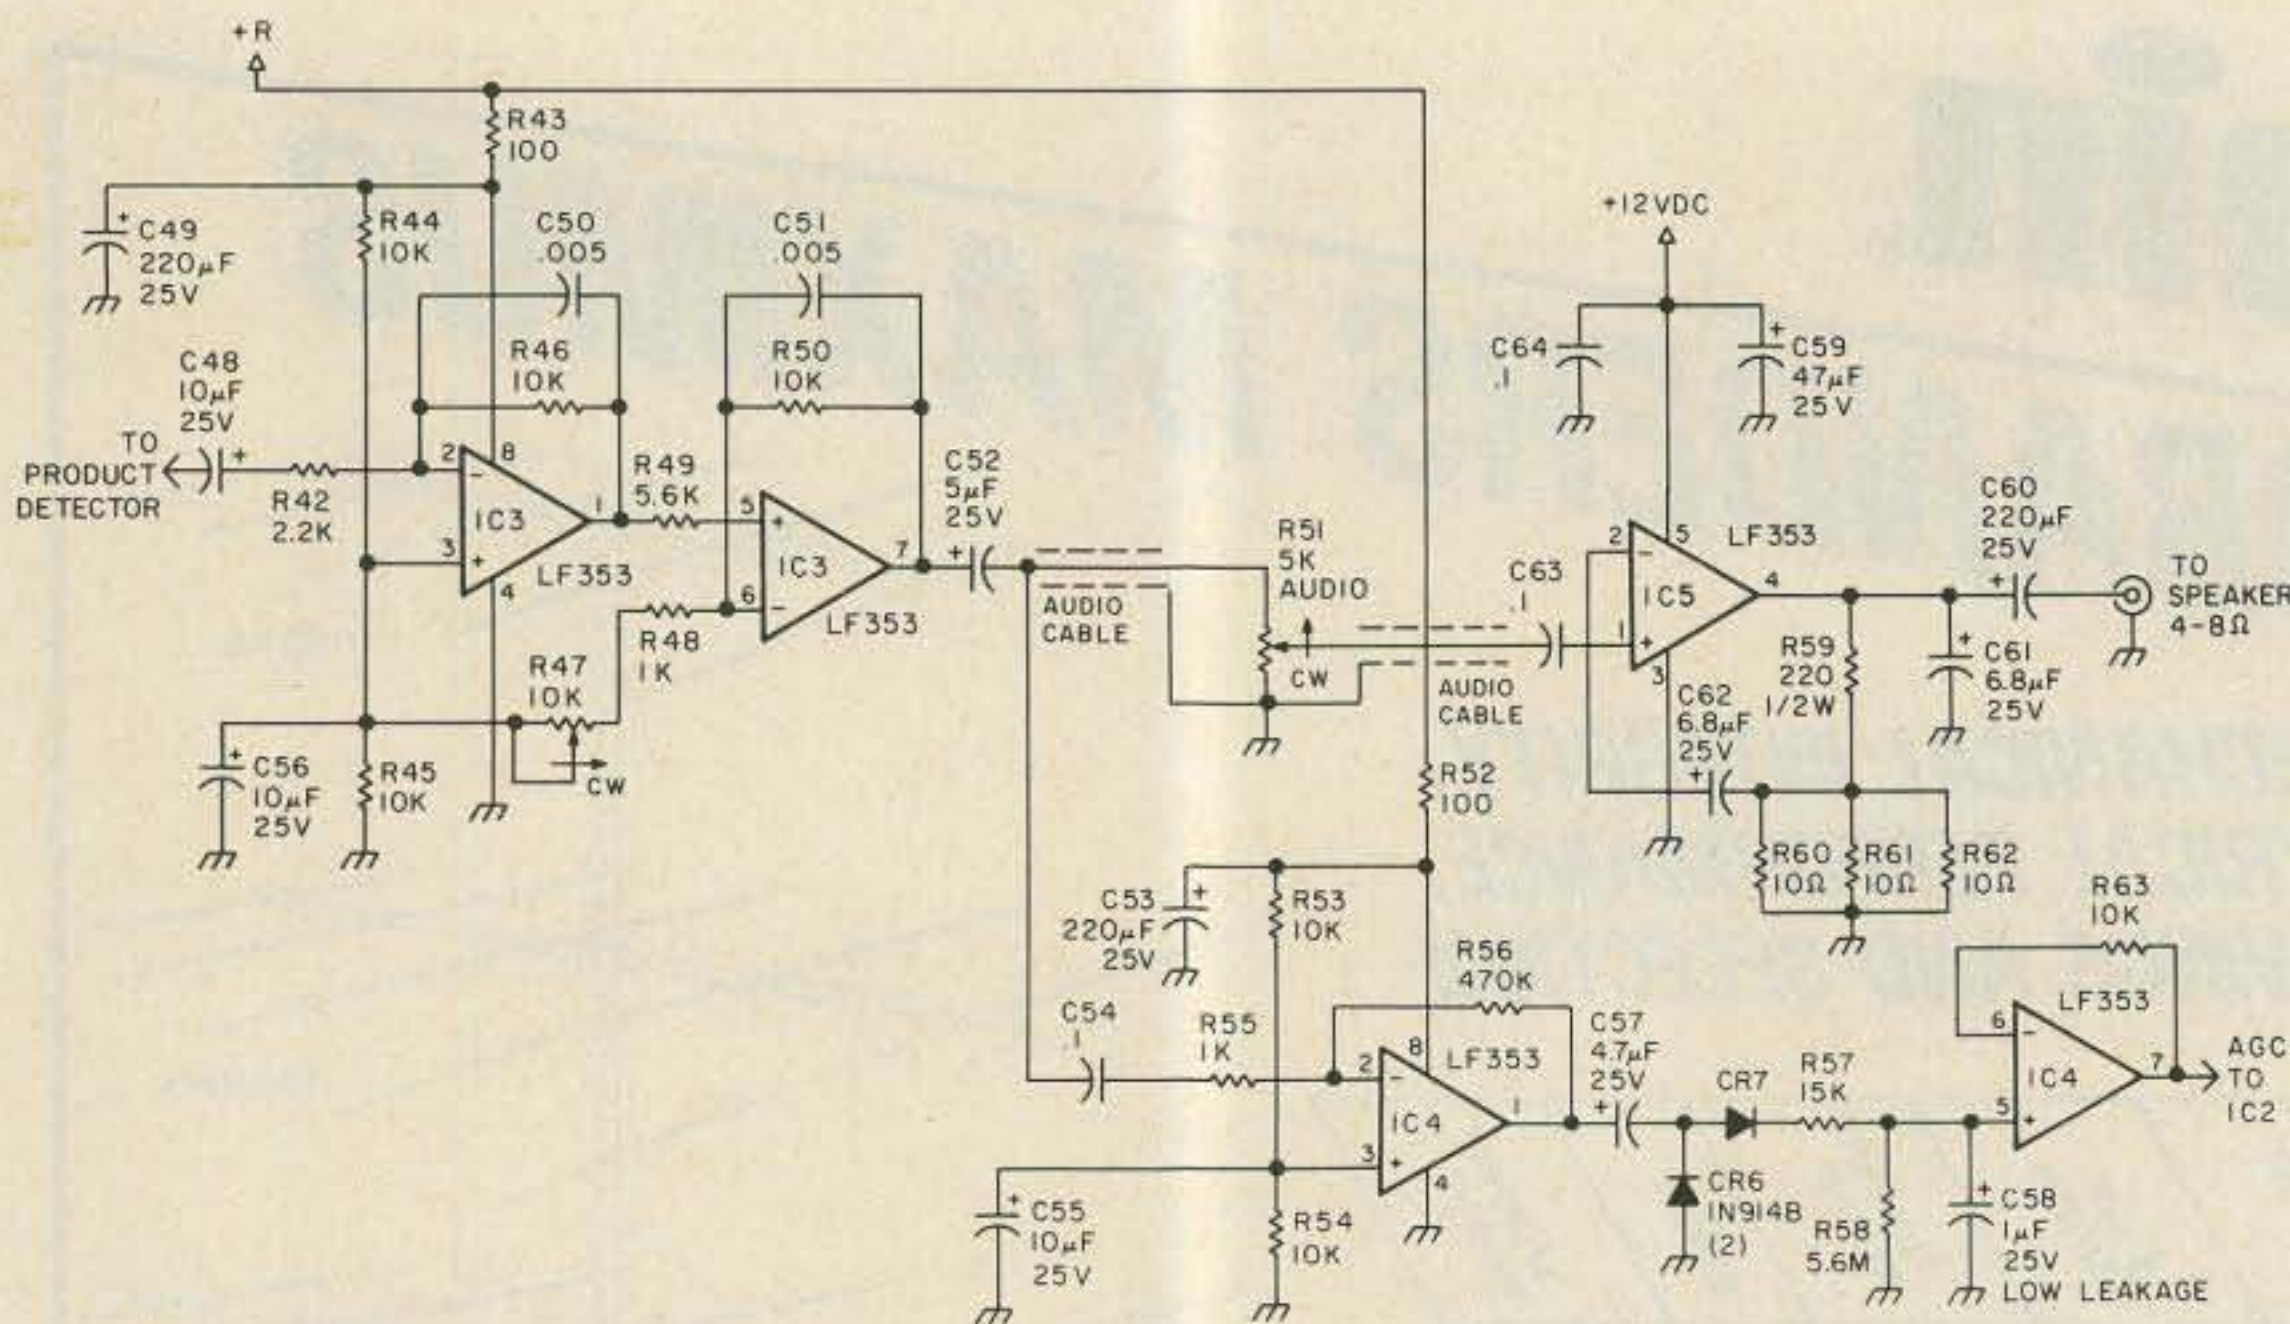 +R
R43
100
C49
220µF
25V
R44
10K
C50
.005
C51
.005
C48
10µF
25V
TO
PRODUCT
DETECTOR
R42
2.2K
R46
10K
2
-
8
3
+
4
1
IC3
LF353
R49
5.6K
R50
10K
5
+
6
-
7
IC3
LF353
R48
1K
R47
10K
CW
C56
10µF
25V
R45
10K
C52
5µF
25V
+
AUDIO
CABLE
R51
5K
AUDIO
CW
AUDIO
CABLE
C63
.1
+12VDC
C64
.1
C59
47µF
25V
2
-
5
LF353
IC5
1
+
3
4
C60
220µF
25V
TO
SPEAKER
4-8Ω
R59
220
1/2W
C61
6.8µF
25V
C62
6.8µF
25V
R60
10Ω
R61
10Ω
R62
10Ω
R52
100
C53
220µF
25V
R53
10K
C54
.1
R55
1K
R56
470K
2
-
8
LF353
IC4
3
+
4
1
C55
10µF
25V
R54
10K
C57
4.7µF
25V
CR7
R57
15K
CR6
1N914B
(2)
R58
5.6M
C58
1µF
25V
LOW LEAKAGE
R63
10K
LF353
6
-
5
+
7
IC4
AGC
TO
IC2